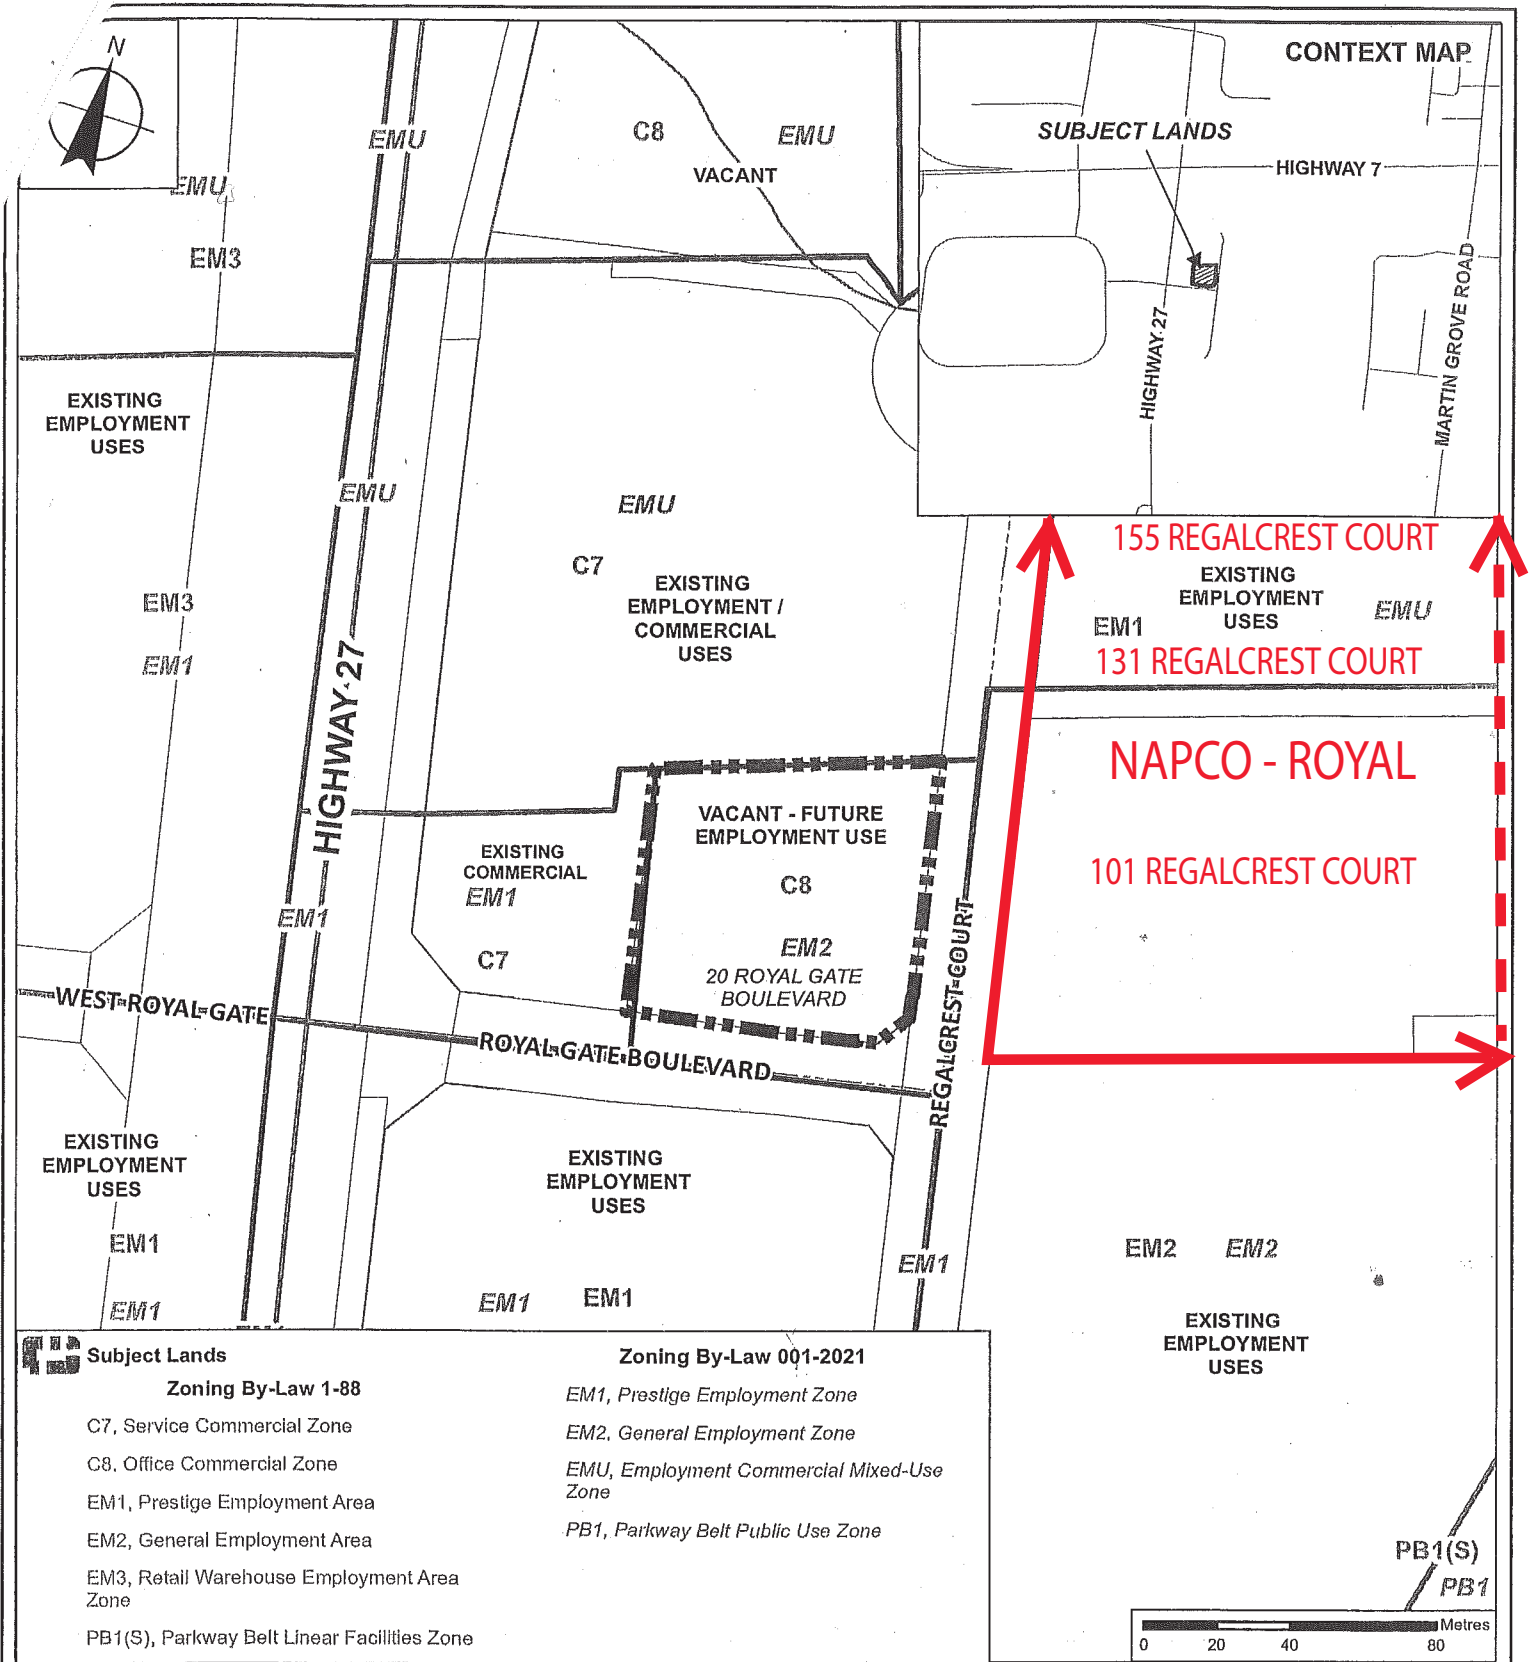 N
CONTEXT MAP
SUBJECT LANDS
HIGHWAY 7
HIGHWAY 27
MARTIN GROVE ROAD
EMU
C8
EMU
VACANT
EMU
EM3
EXISTING
EMPLOYMENT
USES
EMU
EMU
C7
EXISTING
EMPLOYMENT /
COMMERCIAL
USES
155 REGALCREST COURT
EXISTING
EMPLOYMENT
USES
EMU
EM1
131 REGALCREST COURT
EM3
EM1
HIGHWAY 27
NAPCO - ROYAL
101 REGALCREST COURT
VACANT - FUTURE
EMPLOYMENT USE
C8
EM2
20 ROYAL GATE
BOULEVARD
EXISTING
COMMERCIAL
EM1
C7
EM1
REGALCREST COURT
WEST ROYAL GATE
ROYAL GATE BOULEVARD
EXISTING
EMPLOYMENT
USES
EM1
EM1
EXISTING
EMPLOYMENT
USES
EM1
EM1
EM1
EM2
EM2
EXISTING
EMPLOYMENT
USES
PB1(S)
PB1
Subject Lands
Zoning By-Law 1-88
C7, Service Commercial Zone
C8, Office Commercial Zone
EM1, Prestige Employment Area
EM2, General Employment Area
EM3, Retail Warehouse Employment Area
Zone
PB1(S), Parkway Belt Linear Facilities Zone
Zoning By-Law 001-2021
EM1, Prestige Employment Zone
EM2, General Employment Zone
EMU, Employment Commercial Mixed-Use
Zone
PB1, Parkway Belt Public Use Zone
Metres
0 20 40 80